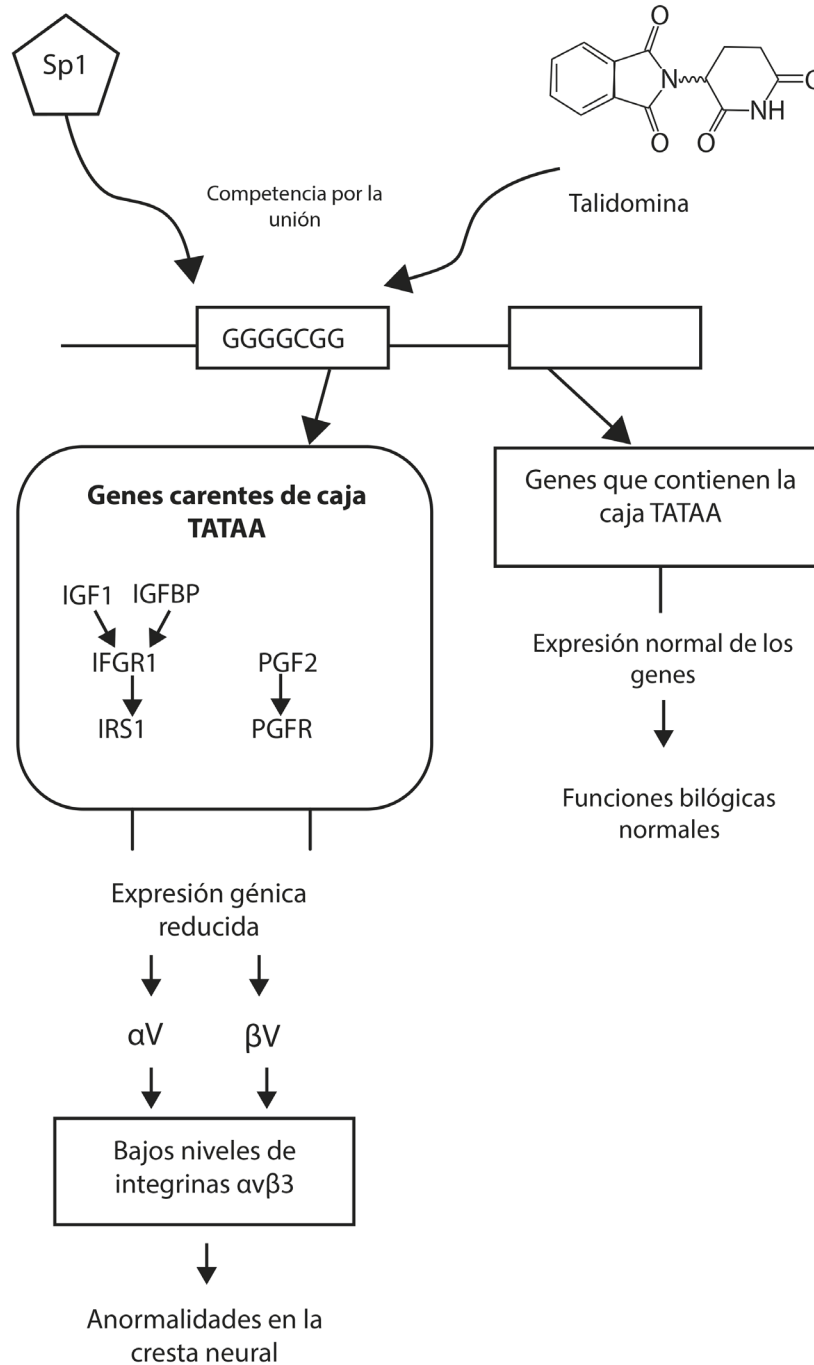 Sp1
O
N
O
O
NH
O
Competencia por la
unión
Talidomina
GGGGCGG
Genes carentes de caja
TATAA
IGF1 IGFBP
IFGR1
IRS1
PGF2
PGFR
Genes que contienen la
caja TATAA
Expresión normal de los
genes
Funciones bilógicas
normales
Expresión génica
reducida
αV βV
Bajos niveles de
integrinas αvβ3
Anormalidades en la
cresta neural